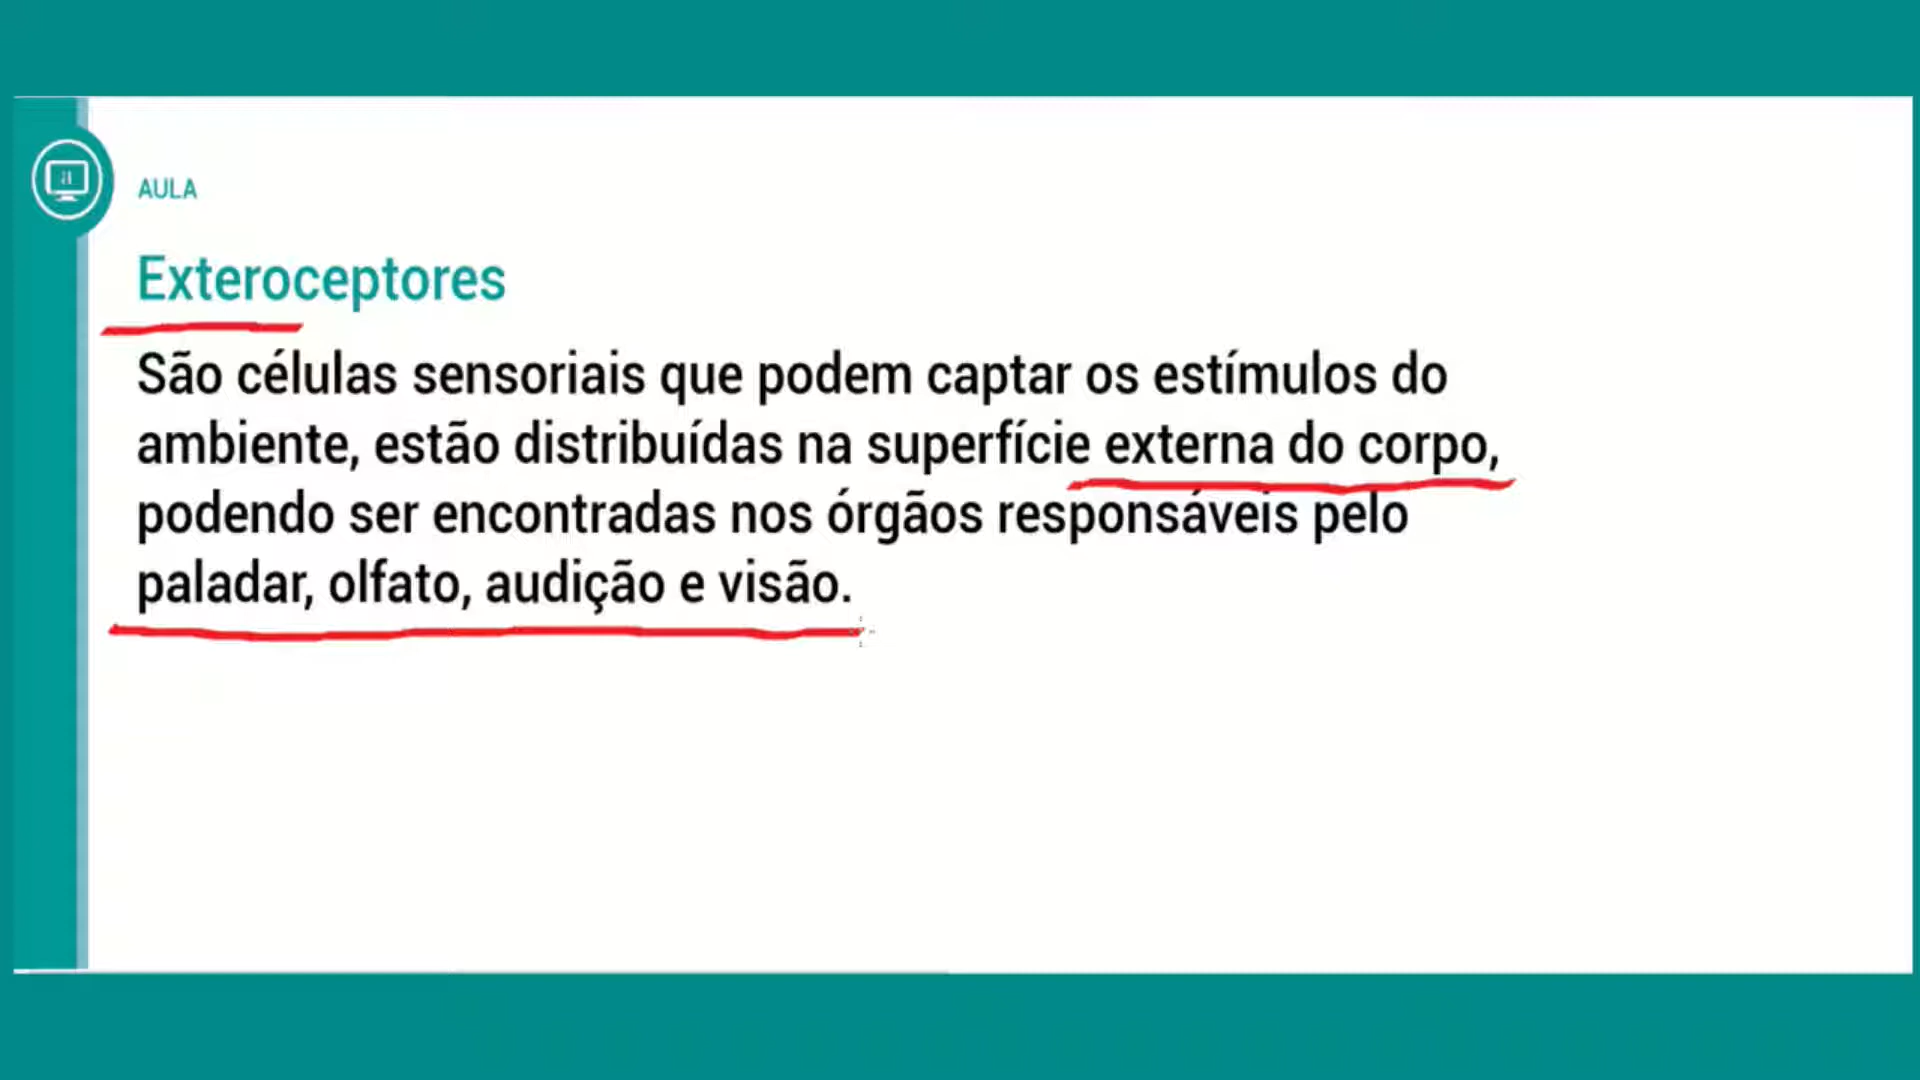 AULA
Exteroceptores
São células sensoriais que podem captar os estímulos do
ambiente, estão distribuídas na superfície externa do corpo,
podendo ser encontradas nos órgãos responsáveis pelo
paladar, olfato, audição e visão.